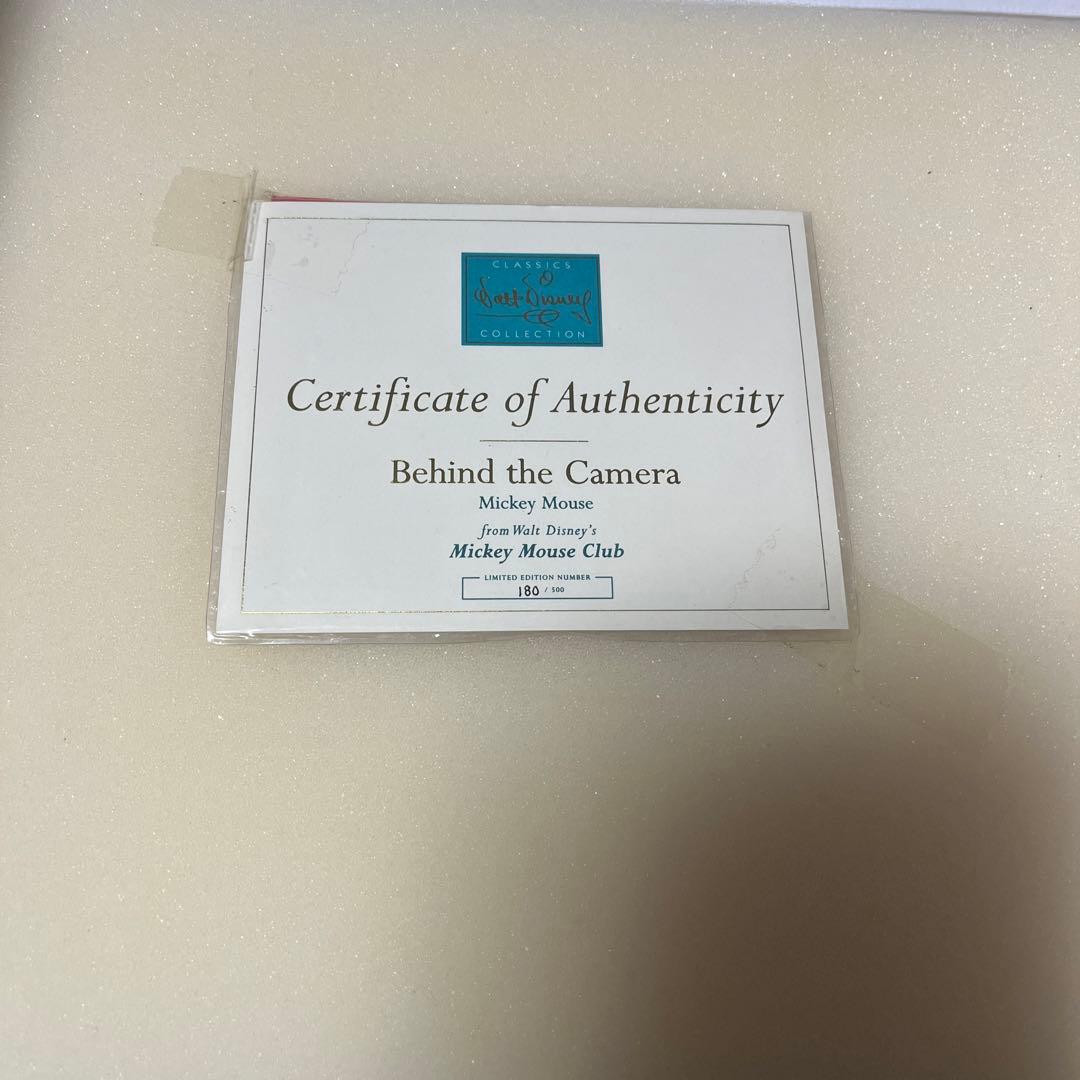 CLASSICS
Walt Disney
COLLECTION
Certificate of Authenticity
Behind the Camera
Mickey Mouse
from Walt Disney's
Mickey Mouse Club
LIMITED EDITION NUMBER
180 / 500